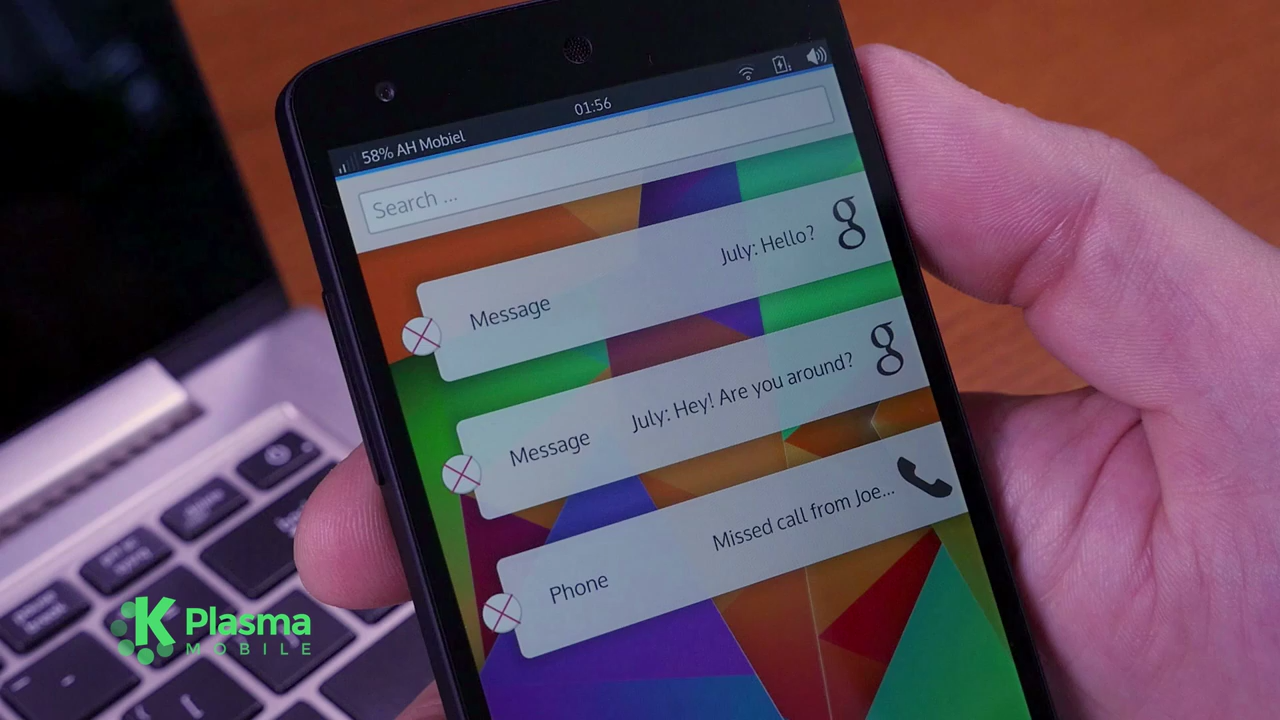 58% AH Mobiel
01:56
Search ...
July: Hello?
Message
July: Hey! Are you around?
Message
Missed call from Joe...
Phone
K Plasma
MOBILE